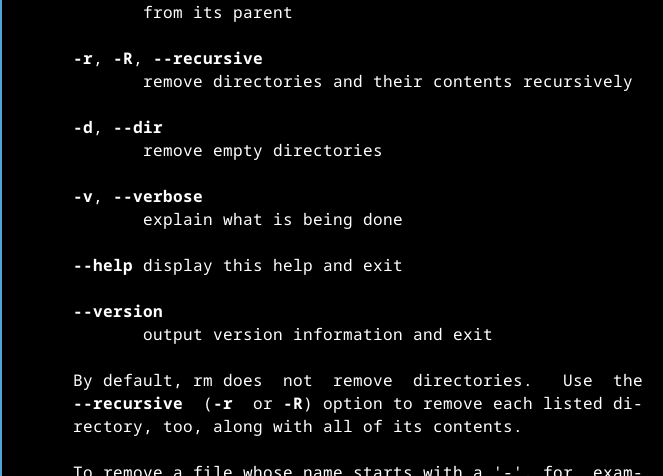 from its parent
-r, -R, --recursive
remove directories and their contents recursively
-d, --dir
remove empty directories
-v, --verbose
explain what is being done
--help display this help and exit
--version
output version information and exit
By default, rm does not remove directories. Use the
--recursive (-r or -R) option to remove each listed di-
rectory, too, along with all of its contents.
To remove a file whose name starts with a '-' for exam-